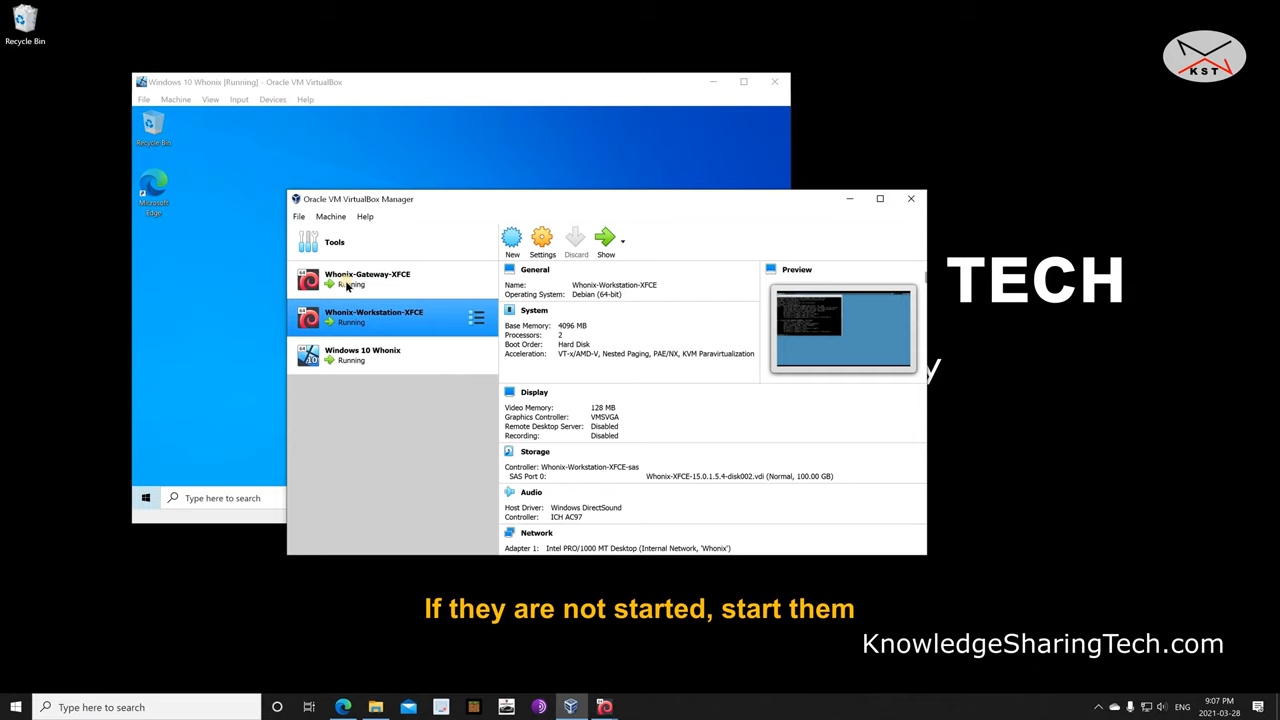 Recycle Bin
KST
Windows 10 Whonix [Running] - Oracle VM VirtualBox
File Machine View Input Devices Help
Recycle Bin
Microsoft
Edge
Type here to search
Oracle VM VirtualBox Manager
File Machine Help
Tools
New Settings Discard Show
64 Whonix-Gateway-XFCE
Running
64 Whonix-Workstation-XFCE
Running
64 10 Windows 10 Whonix
Running
General
Name: Whonix-Workstation-XFCE
Operating System: Debian (64-bit)
System
Base Memory: 4096 MB
Processors: 2
Boot Order: Hard Disk
Acceleration: VT-x/AMD-V, Nested Paging, PAE/NX, KVM Paravirtualization
Preview
Display
Video Memory: 128 MB
Graphics Controller: VMSVGA
Remote Desktop Server: Disabled
Recording: Disabled
Storage
Controller: Whonix-Workstation-XFCE-sas
SAS Port 0: Whonix-XFCE-15.0.1.5.4-disk002.vdi (Normal, 100.00 GB)
Audio
Host Driver: Windows DirectSound
Controller: ICH AC97
Network
Adapter 1: Intel PRO/1000 MT Desktop (Internal Network, 'Whonix')
TECH
y
If they are not started, start them
KnowledgeSharingTech.com
Type here to search
ENG
9:07 PM
2021-03-28